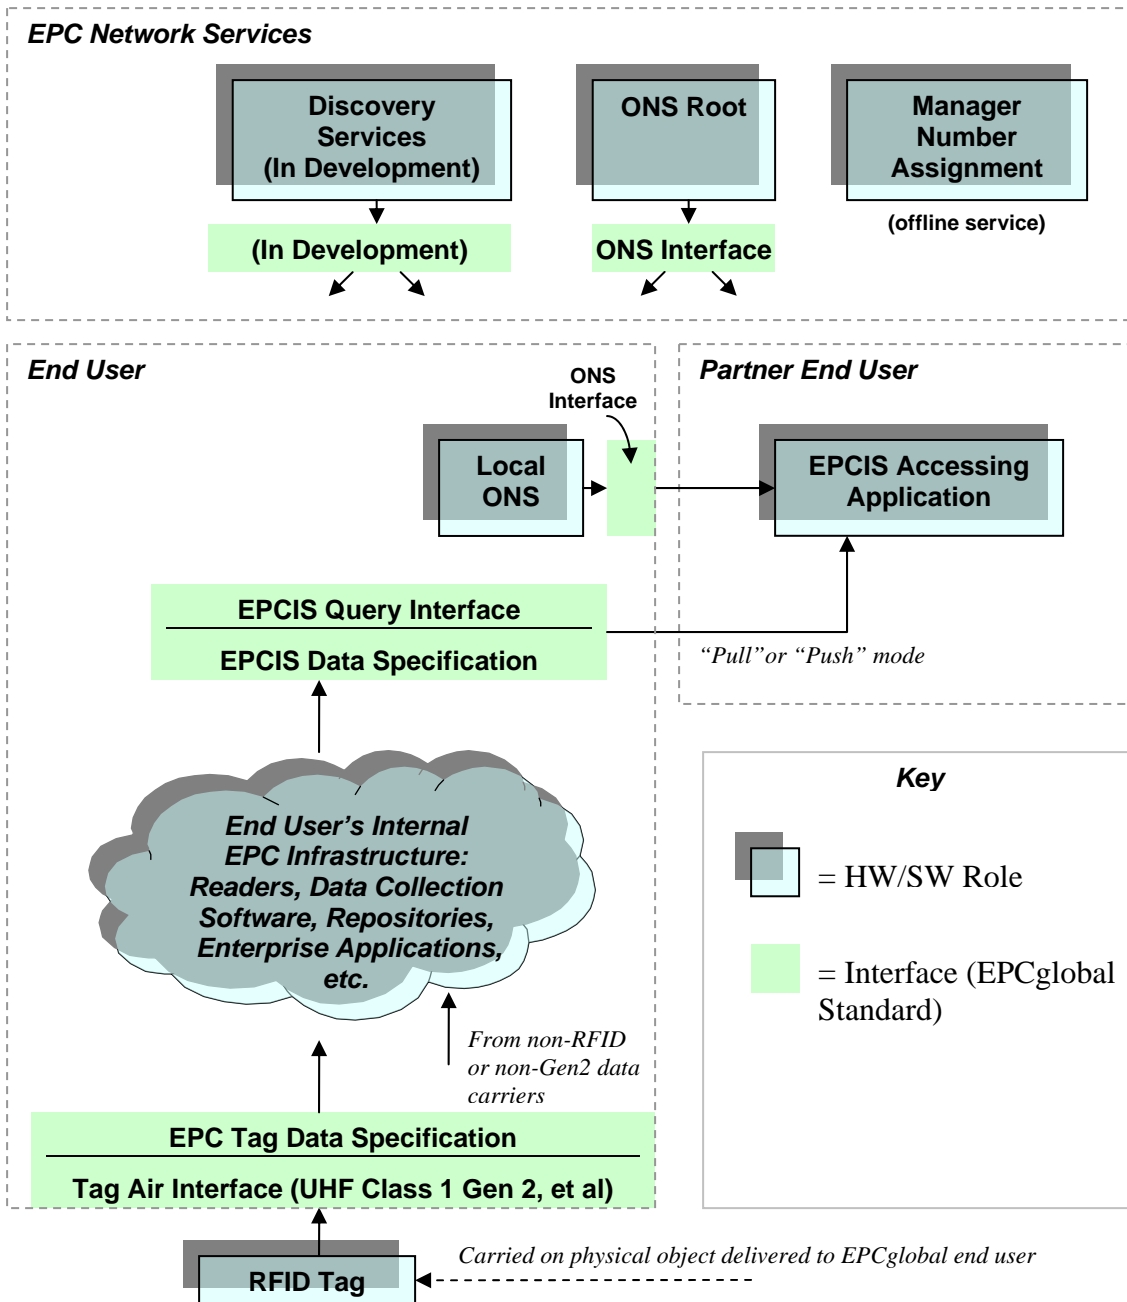 EPC Network Services
Discovery
Services
(In Development)
ONS Root
Manager
Number
Assignment
(offline service)
(In Development)
ONS Interface
End User
ONS
Interface
Local
ONS
Partner End User
EPCIS Accessing
Application
EPCIS Query Interface
EPCIS Data Specification
“Pull”or “Push” mode
End User’s Internal
EPC Infrastructure:
Readers, Data Collection
Software, Repositories,
Enterprise Applications,
etc.
From non-RFID
or non-Gen2 data
carriers
Key
= HW/SW Role
= Interface (EPCglobal
Standard)
EPC Tag Data Specification
Tag Air Interface (UHF Class 1 Gen 2, et al)
Carried on physical object delivered to EPCglobal end user
RFID Tag